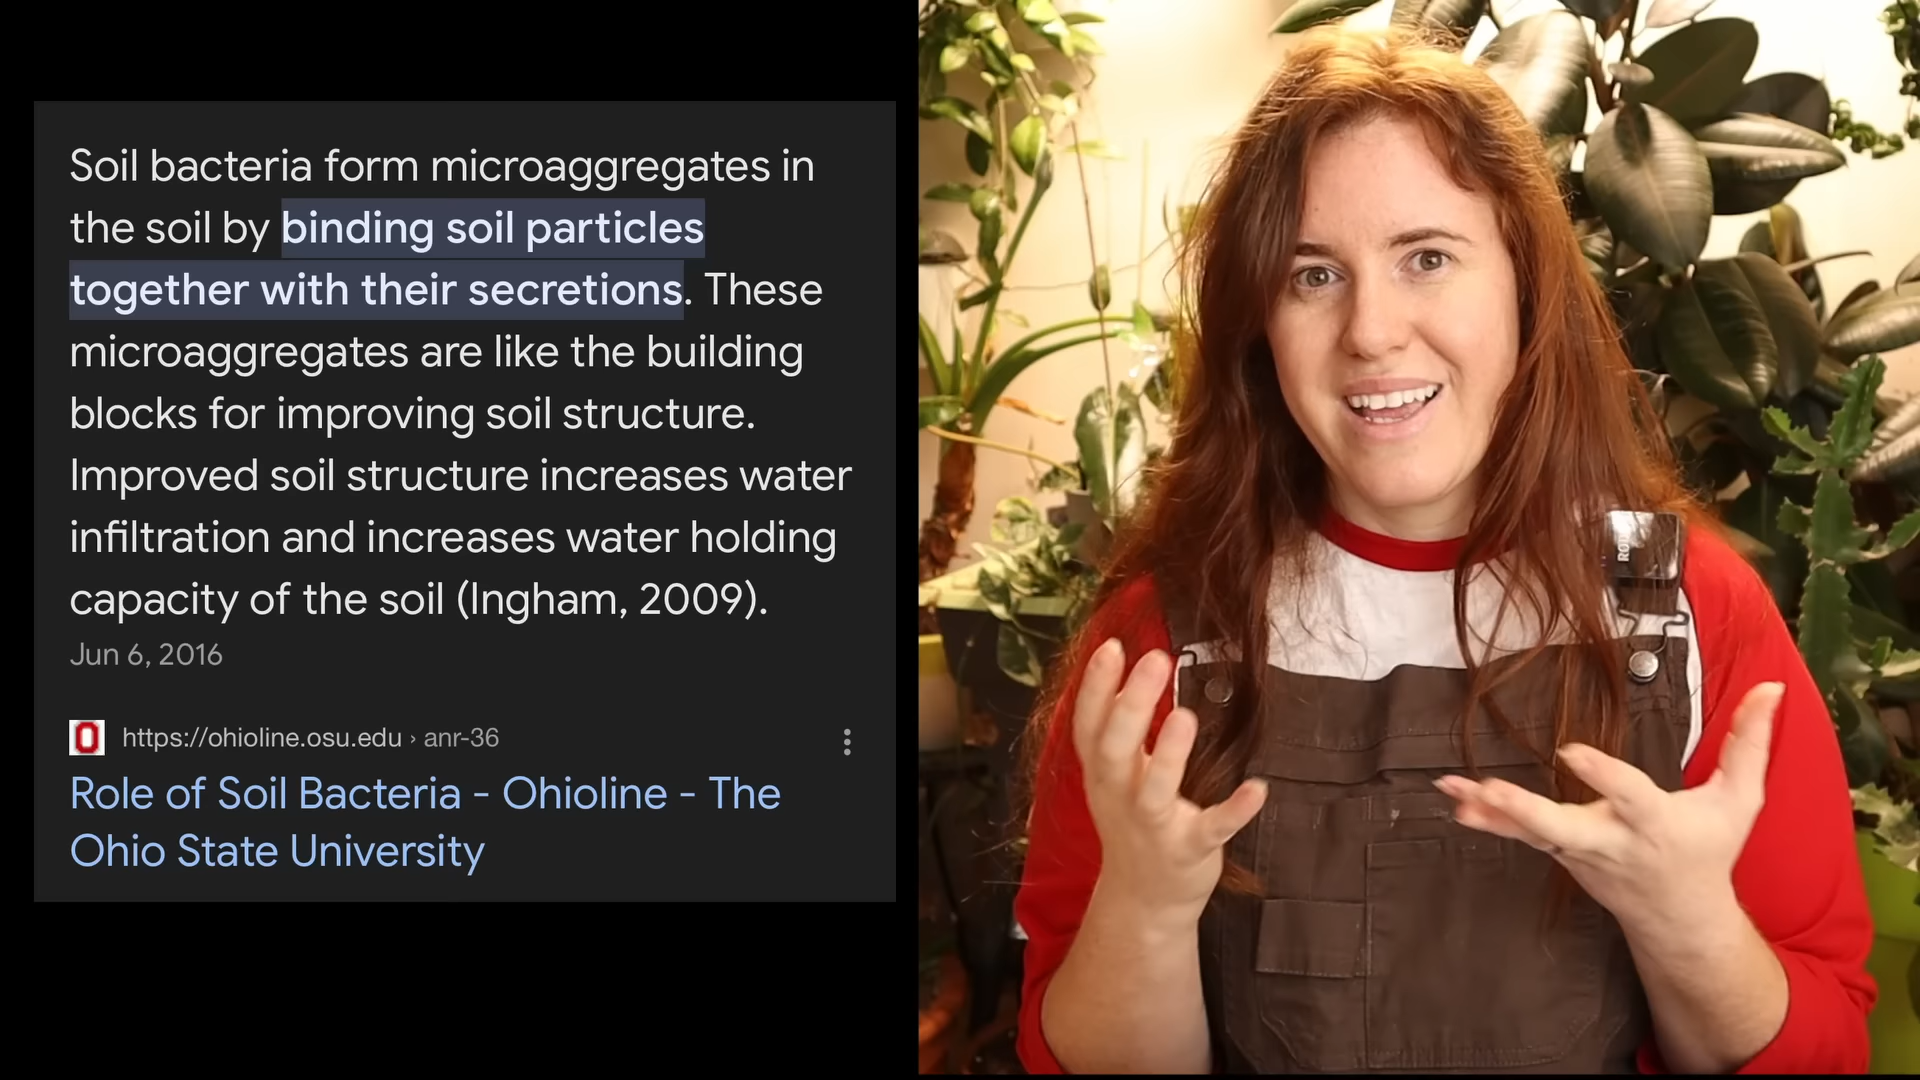 Soil bacteria form microaggregates in
the soil by binding soil particles
together with their secretions. These
microaggregates are like the building
blocks for improving soil structure.
Improved soil structure increases water
infiltration and increases water holding
capacity of the soil (Ingham, 2009).
Jun 6, 2016
https://ohioline.osu.edu › anr-36
Role of Soil Bacteria - Ohioline - The
Ohio State University